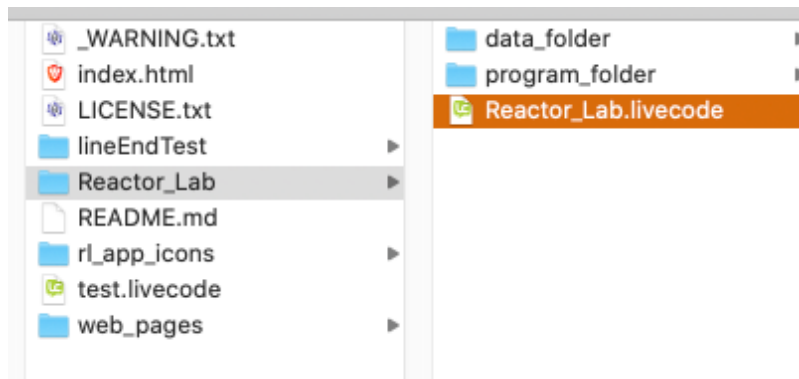 _WARNING.txt
index.html
LICENSE.txt
lineEndTest
Reactor_Lab
README.md
rl_app_icons
test.livecode
web_pages
data_folder
program_folder
Reactor_Lab.livecode